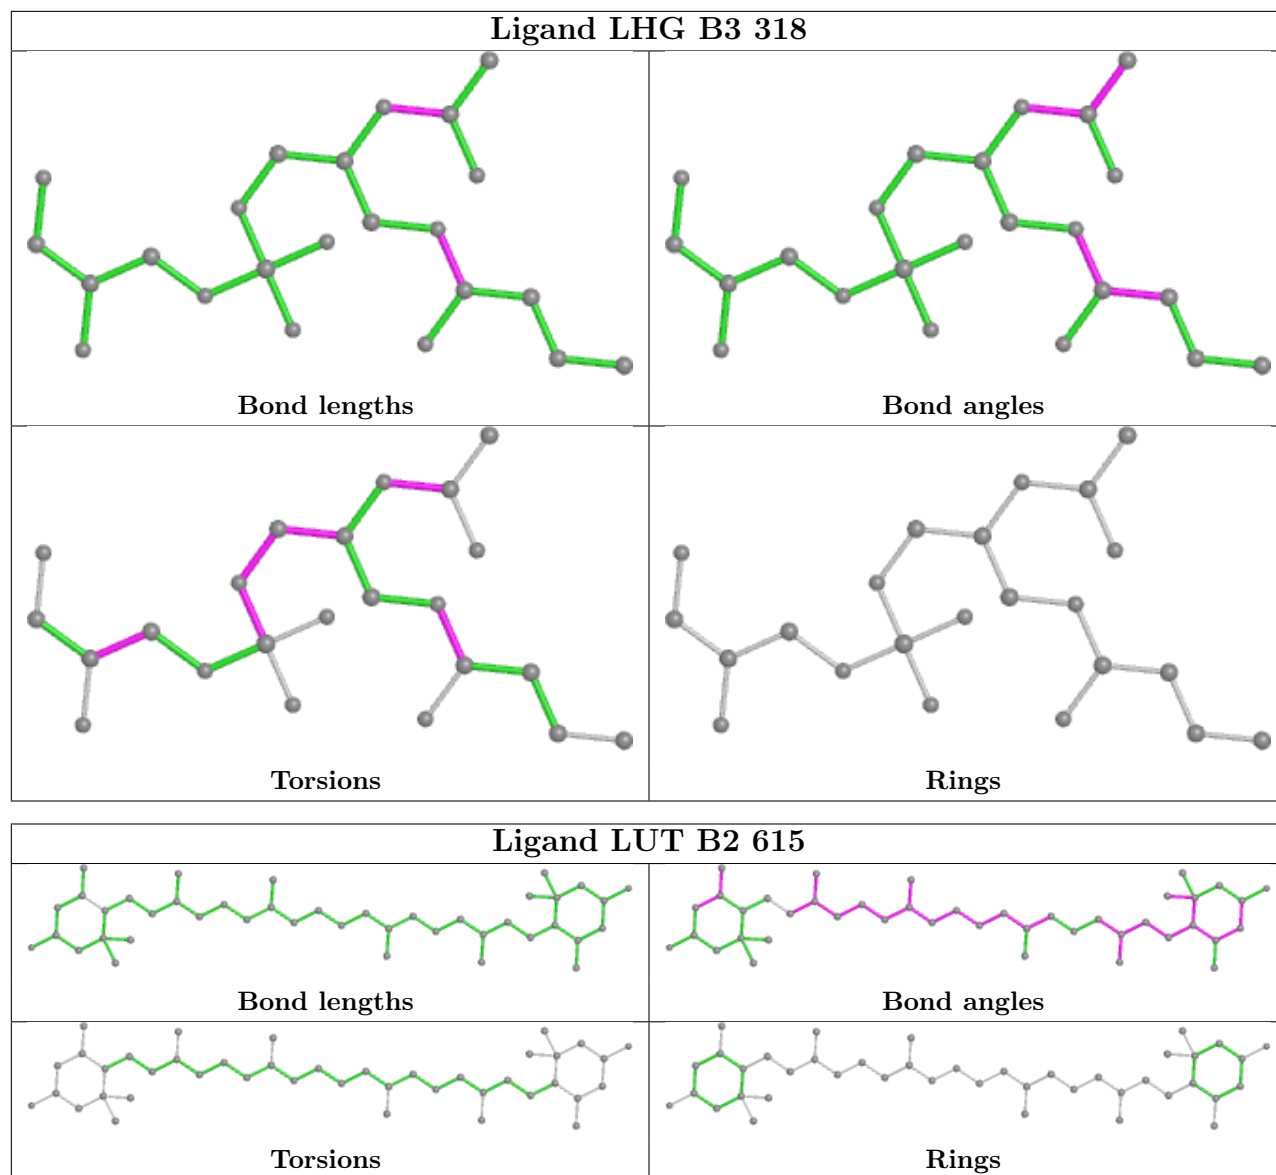 Ligand LHG B3 318
Bond lengths
Bond angles
Torsions
Rings
Ligand LUT B2 615
Bond lengths
Bond angles
Torsions
Rings